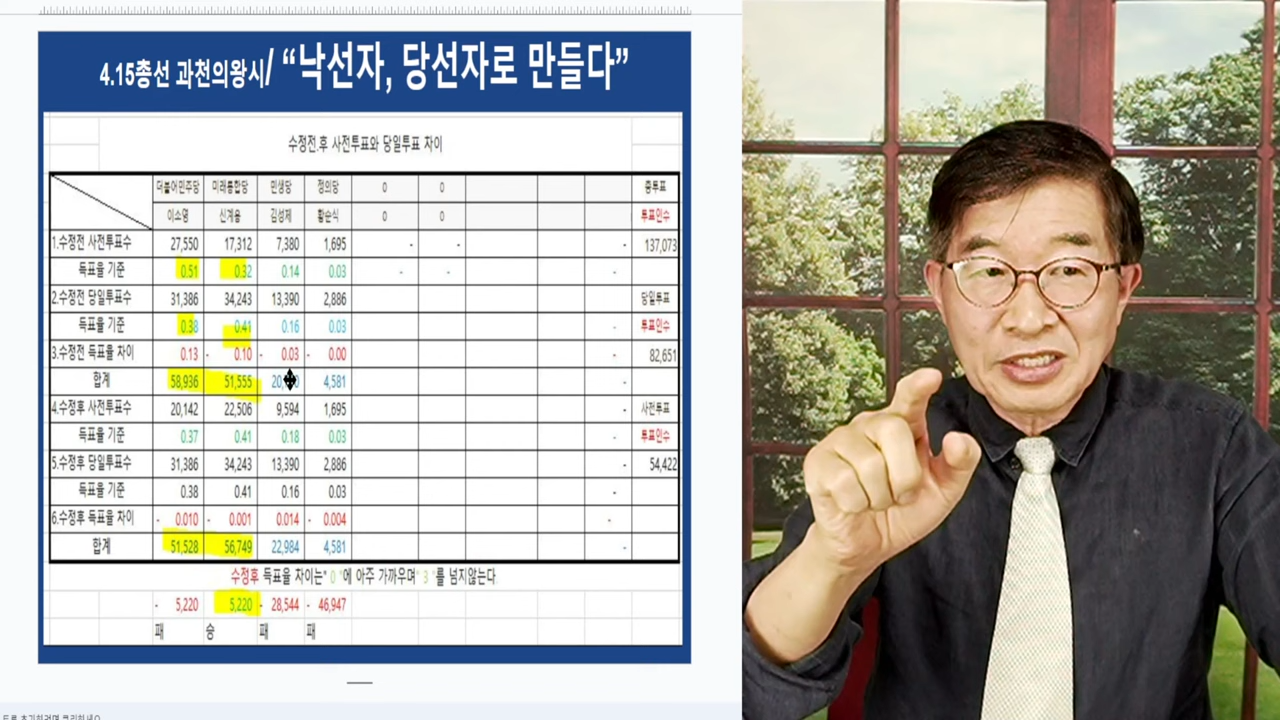 4.15총선 과천의왕시/ “낙선자, 당선자로 만들다”
수정전.후 사전투표와 당일투표 차이
더불어민주당 미래통합당 민생당 정의당 0 0 총투표
이소영 신계용 김성제 황순식 0 0 투표인수
1.수정전 사전투표수 27,550 17,312 7,380 1,695 - - - 137,073
득표율 기준 0.51 0.32 0.14 0.03 - - -
2.수정전 당일투표수 31,386 34,243 13,390 2,886 - 당일투표
득표율 기준 0.38 0.41 0.16 0.03 - 투표인수
3.수정전 득표율 차이 0.13 - 0.10 - 0.03 - 0.00 - 82,651
합계 58,936 51,555 4,581 -
4.수정후 사전투표수 20,142 22,506 9,594 1,695 - 사전투표
득표율 기준 0.37 0.41 0.18 0.03 - 투표인수
5.수정후 당일투표수 31,386 34,243 13,390 2,886 - 54,422
득표율 기준 0.38 0.41 0.16 0.03 -
6.수정후 득표율 차이 - 0.010 - 0.001 0.014 - 0.004 -
합계 51,528 56,749 22,984 4,581 -
수정후 득표율 차이는" 0 "에 아주 가까우며" 3 "를 넘지않는다
- 5,220 5,220 - 28,544 - 46,947
패 승 패 패